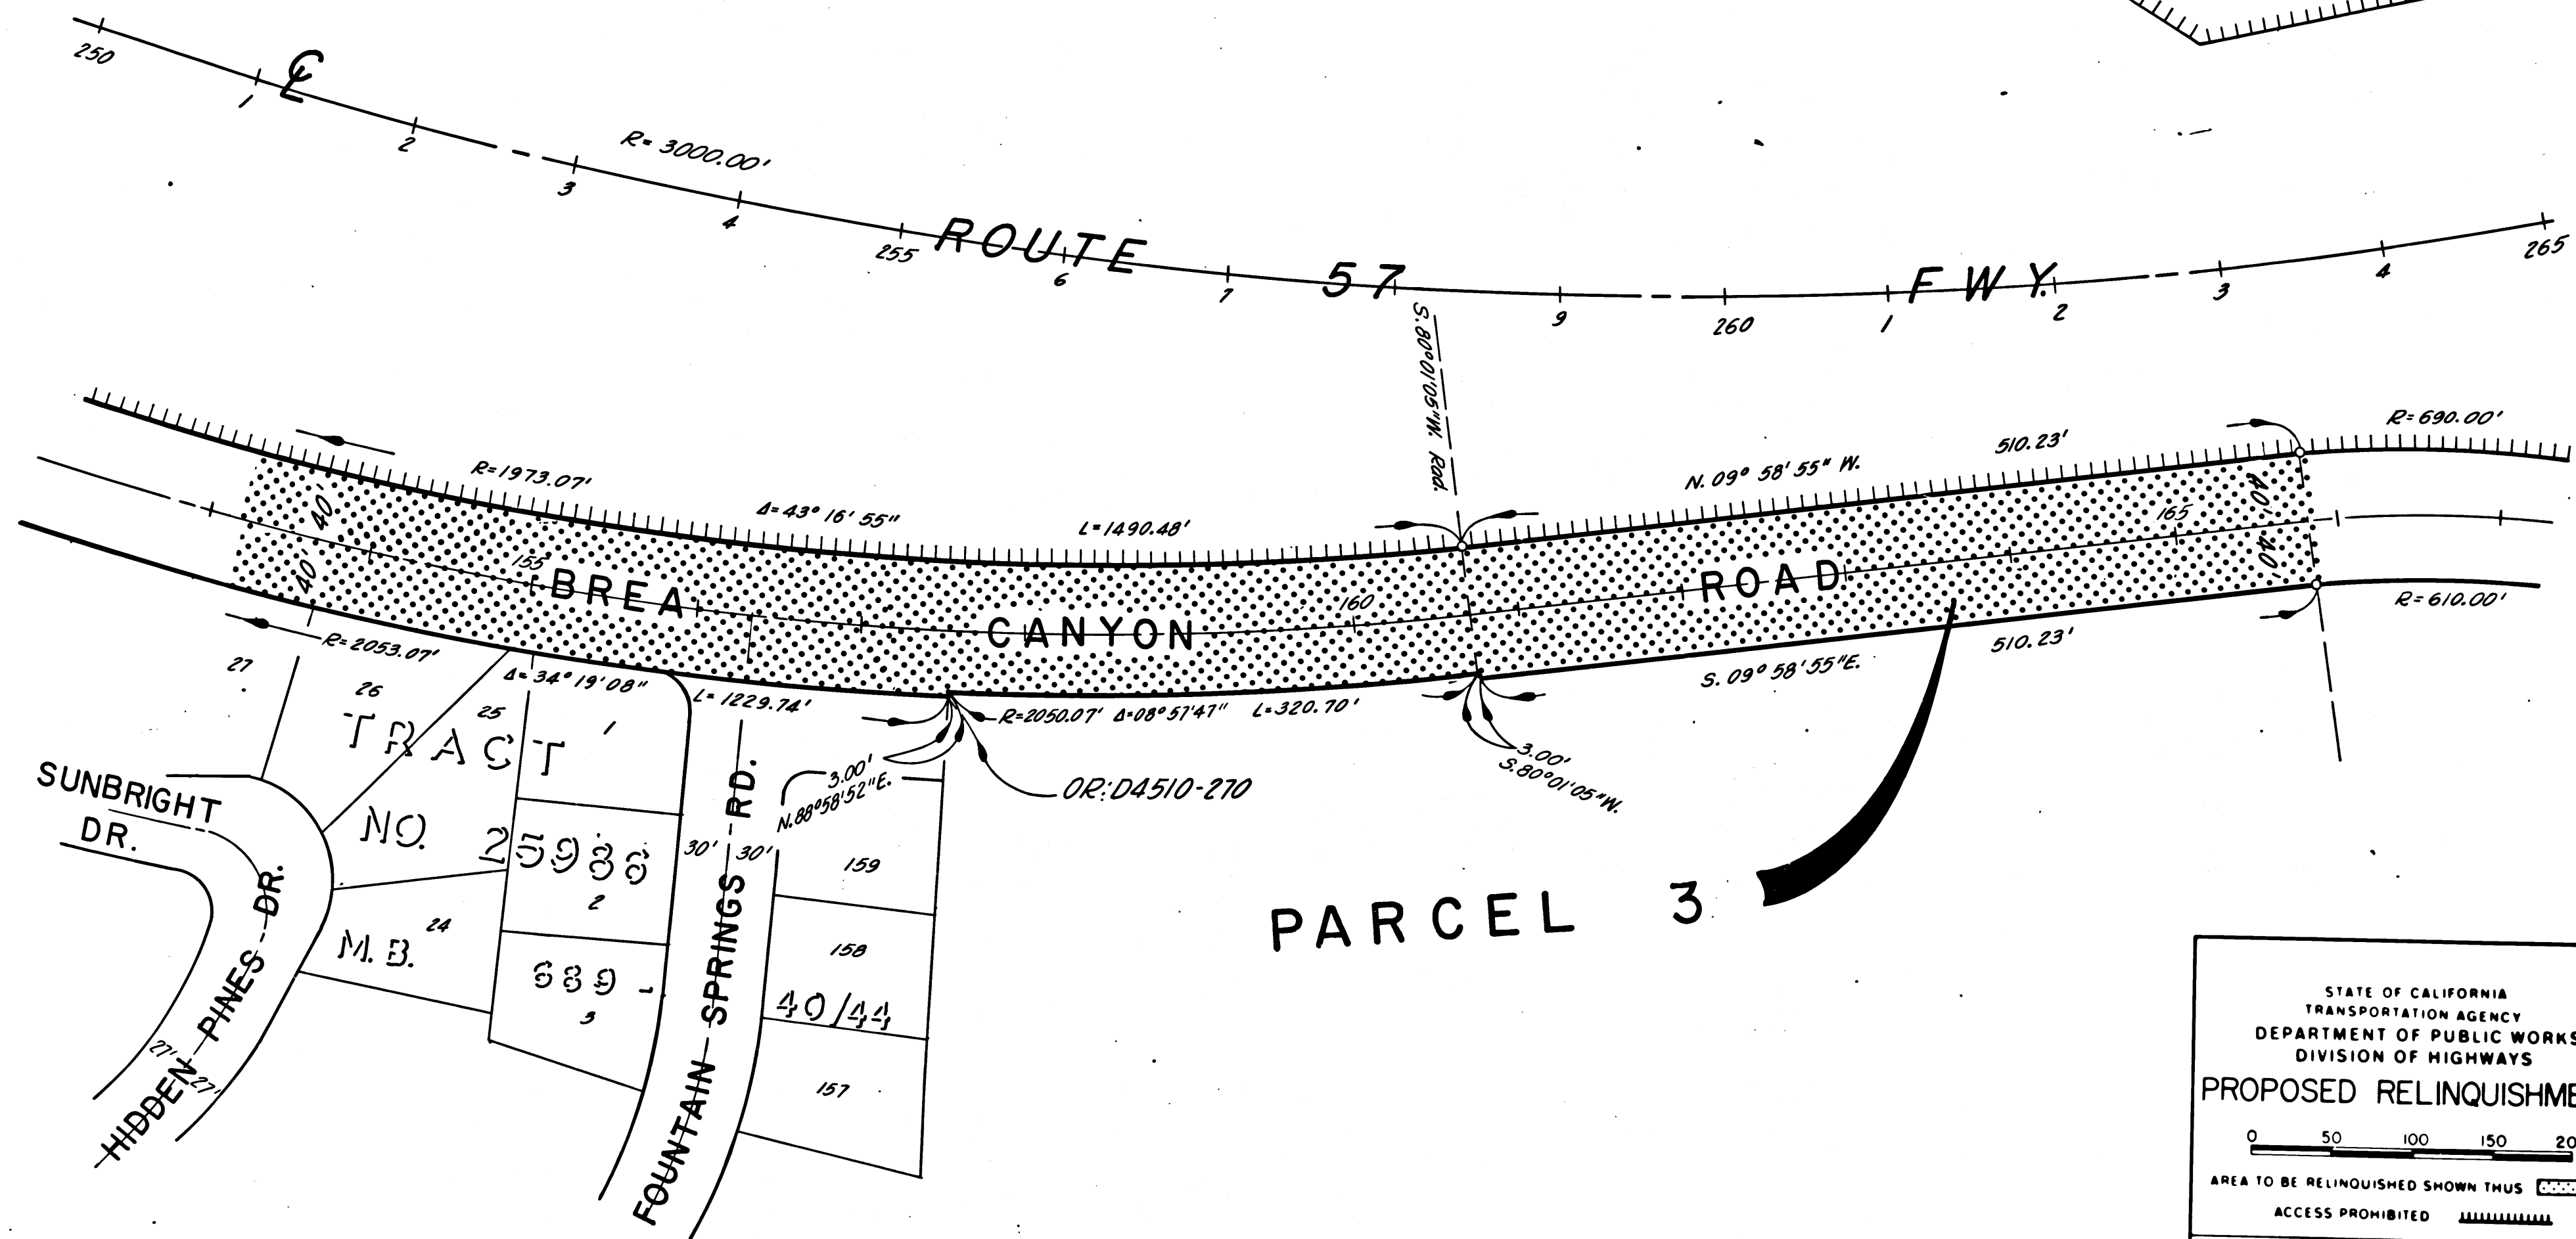 250
1
℄
2
3
R= 3000.00'
4
255
ROUTE
6
7
57
9
260
1
FWY.
2
3
4
265
S.80°01'05"W. Rad.
R=1973.07'
Δ=43° 16' 55"
L=1490.48'
N. 09° 58' 55" W.
510.23'
R=690.00'
40'
40'
155
BREA
CANYON
160
ROAD
165
40'
40'
R=2053.07'
Δ=34°19'08"
L=1229.74'
R=2050.07' Δ=08°57'47" L=320.70'
S. 09° 58' 55"E.
510.23'
R=610.00'
3.00'
N.88°58'52"E.
OR:D4510-270
3.00'
S.80°01'05"W.
27
26
25
1
TRACT
NO. 25988
2
24
M.B.
689-
40/44
3
159
158
157
SUNBRIGHT
DR.
HIDDEN PINES DR.
27'
27'
FOUNTAIN SPRINGS RD.
30'
30'
PARCEL 3
STATE OF CALIFORNIA
TRANSPORTATION AGENCY
DEPARTMENT OF PUBLIC WORKS
DIVISION OF HIGHWAYS
PROPOSED RELINQUISHME
0 50 100 150 20
AREA TO BE RELINQUISHED SHOWN THUS
ACCESS PROHIBITED